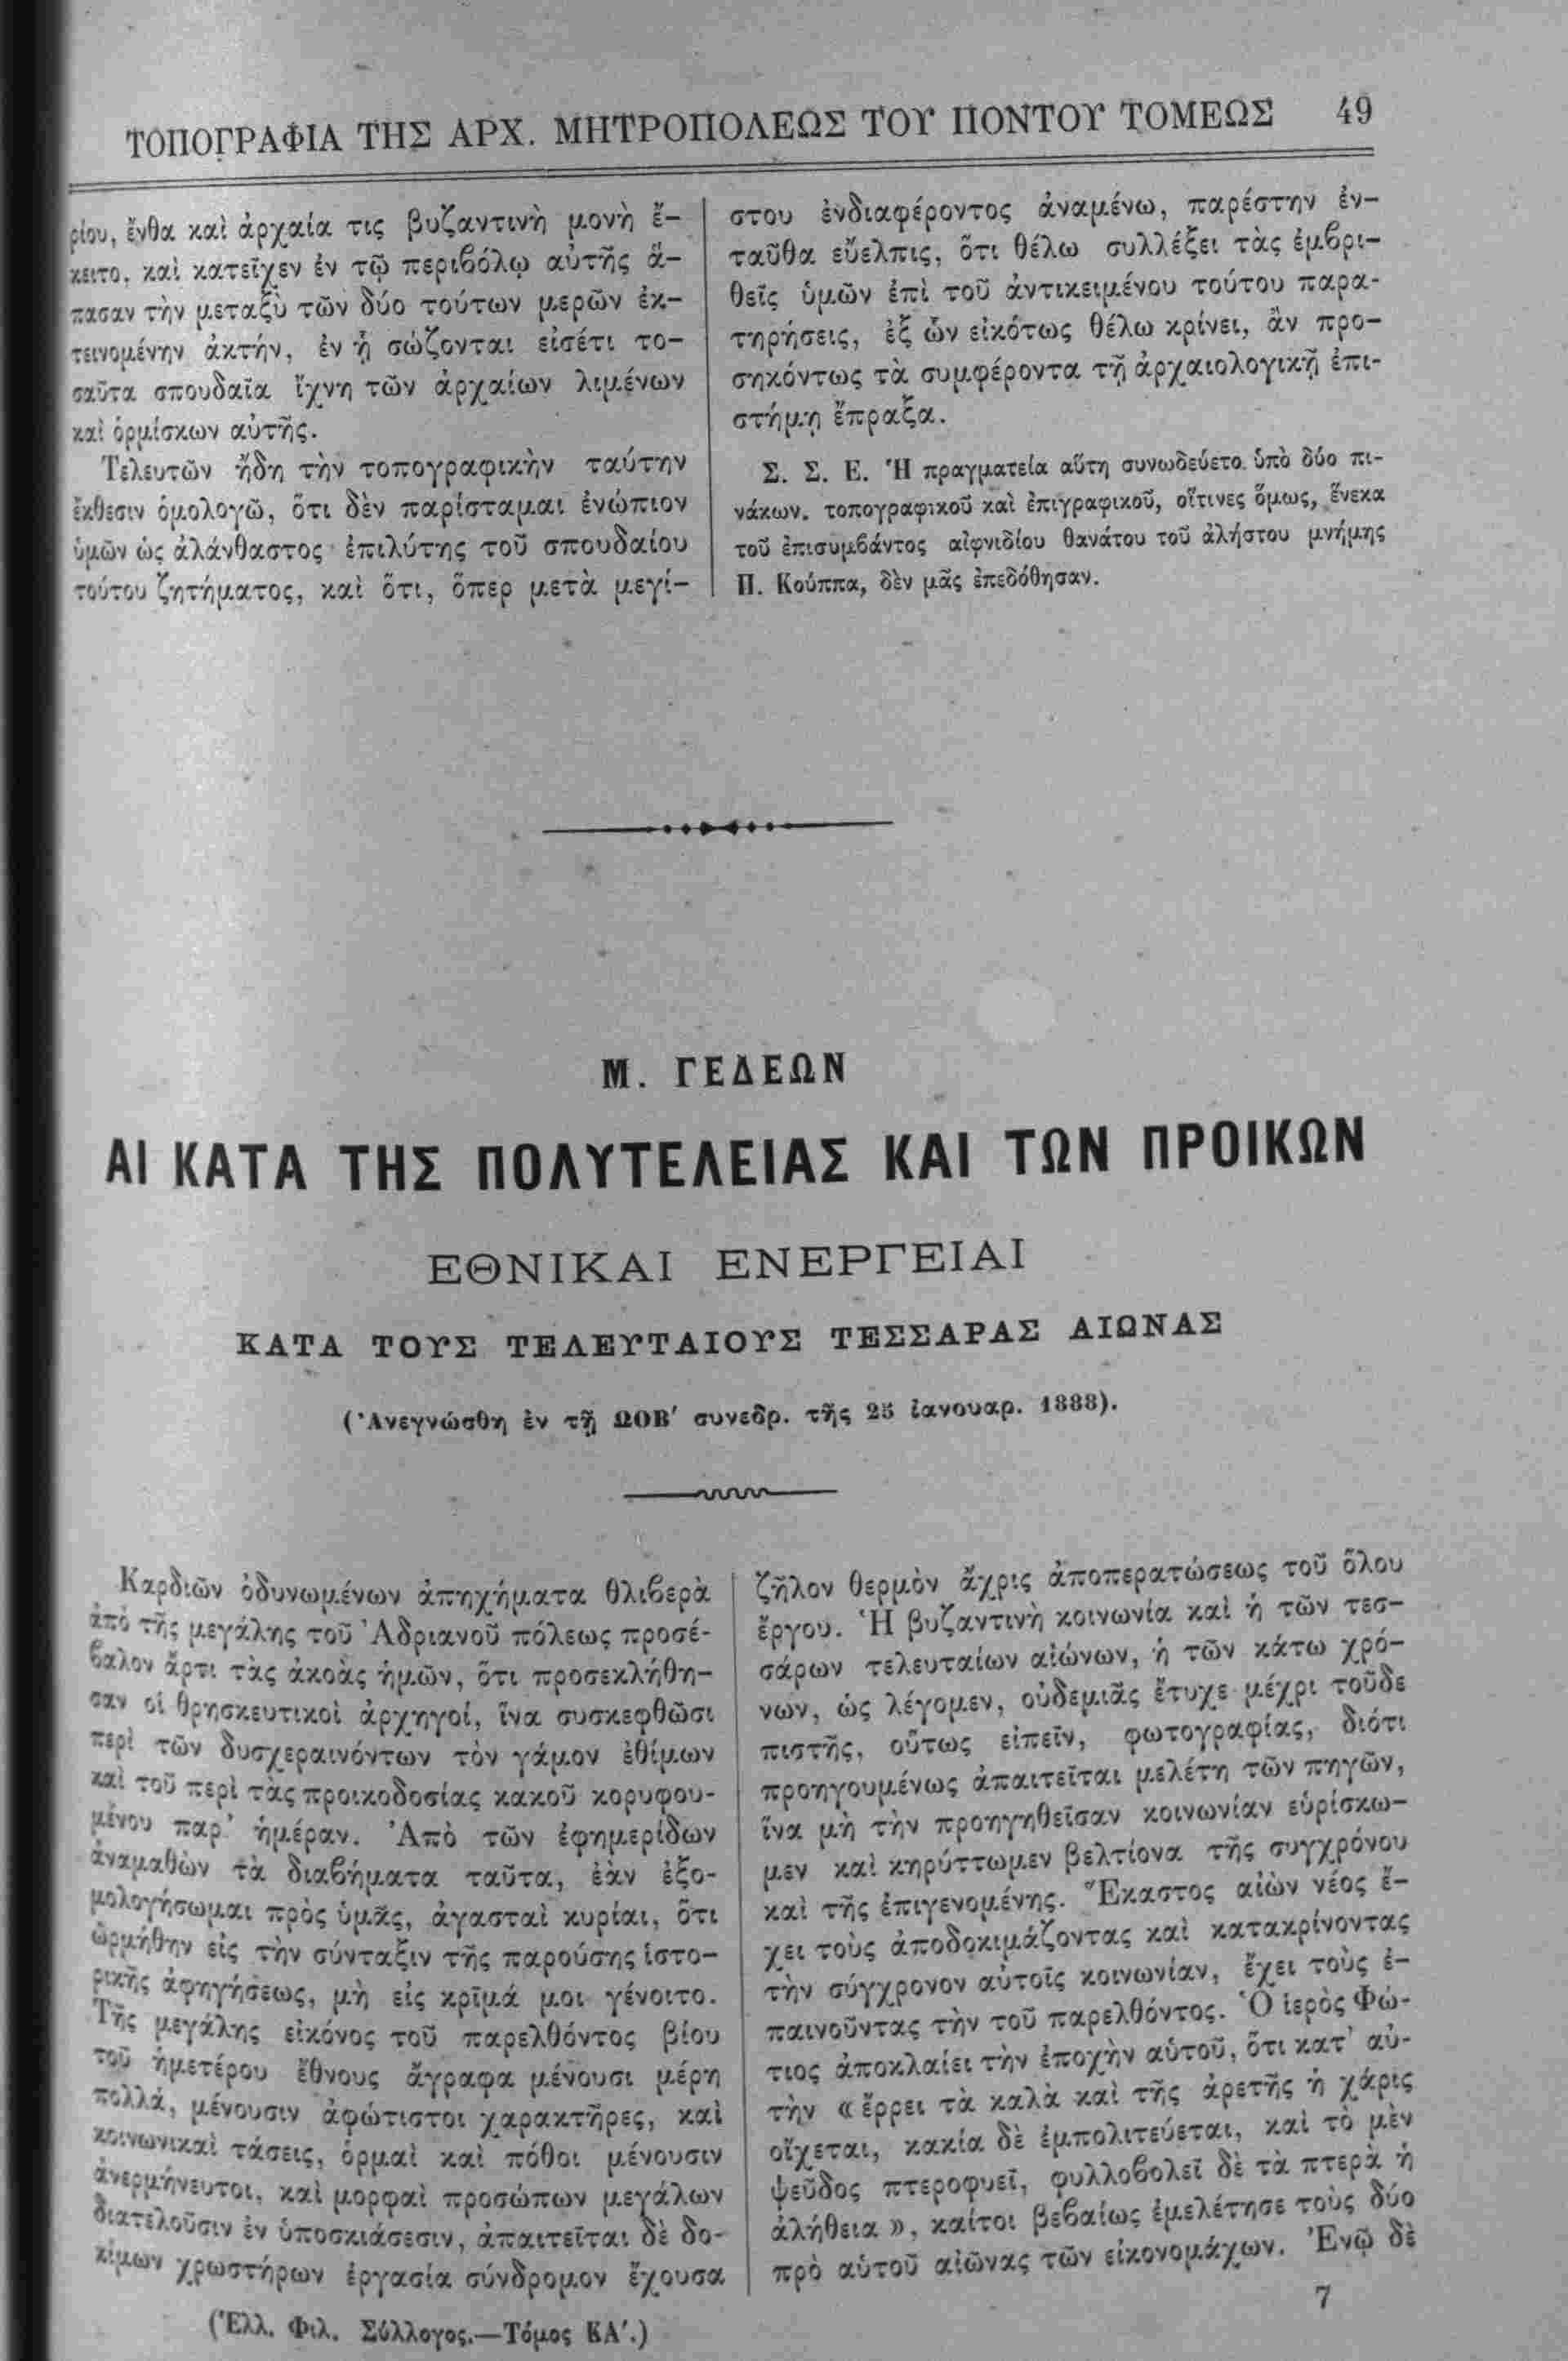 ΤΟΠΟΓΡΑΦΙΑ ΤΗΣ ΑΡΧ. ΜΗΤΡΟΠΟΛΕΩΣ ΤΟΥ ΠΟΝΤΟΥ ΤΟΜΕΩΣ 49
ρίου, ἔνθα καὶ ἀρχαία τις βυζαντινὴ μονὴ ἔ-
κειτο, καὶ κατεῖχεν ἐν τῷ περιβόλῳ αὐτῆς ἅ-
πασαν τὴν μεταξὺ τῶν δύο τούτων μερῶν ἐκ-
τεινομένην ἀκτήν, ἐν ᾗ σώζονται εἰσέτι το-
σαῦτα σπουδαῖα ἴχνη τῶν ἀρχαίων λιμένων
καὶ ὁρμίσκων αὐτῆς.
Τελευτῶν ἤδη τὴν τοπογραφικὴν ταύτην
ἔκθεσιν ὁμολογῶ, ὅτι δὲν παρίσταμαι ἐνώπιον
ὑμῶν ὡς ἀλάνθαστος ἐπιλύτης τοῦ σπουδαίου
τούτου ζητήματος, καὶ ὅτι, ὅπερ μετὰ μεγί-
στου ἐνδιαφέροντος ἀναμένω, παρέστην ἐν-
ταῦθα εὔελπις, ὅτι θέλω συλλέξει τὰς ἐμβρι-
θεῖς ὑμῶν ἐπὶ τοῦ ἀντικειμένου τούτου παρα-
τηρήσεις, ἐξ ὧν εἰκότως θέλω κρίνει, ἂν προ-
σηκόντως τὰ συμφέροντα τῇ ἀρχαιολογικῇ ἐπι-
στήμῃ ἔπραξα.
Σ. Σ. Ε. Ἡ πραγματεία αὕτη συνωδεύετο ὑπὸ δύο πι-
νάκων, τοπογραφικοῦ καὶ ἐπιγραφικοῦ, οἵτινες ὅμως, ἕνεκα
τοῦ ἐπισυμβάντος αἰφνιδίου θανάτου τοῦ ἀλήστου μνήμης
Π. Κούππα, δὲν μᾶς ἐπεδόθησαν.
Μ. ΓΕΔΕΩΝ
ΑΙ ΚΑΤΑ ΤΗΣ ΠΟΛΥΤΕΛΕΙΑΣ ΚΑΙ ΤΩΝ ΠΡΟΙΚΩΝ
ΕΘΝΙΚΑΙ ΕΝΕΡΓΕΙΑΙ
ΚΑΤΑ ΤΟΥΣ ΤΕΛΕΥΤΑΙΟΥΣ ΤΕΣΣΑΡΑΣ ΑΙΩΝΑΣ
(Ἀνεγνώσθη ἐν τῇ ΩΟΒ′ συνεδρ. τῆς 25 ἰανουαρ. 1888).
Καρδιῶν ὀδυνωμένων ἀπηχήματα θλιβερὰ
ἀπὸ τῆς μεγάλης τοῦ Ἀδριανοῦ πόλεως προσέ-
βαλον ἄρτι τὰς ἀκοὰς ἡμῶν, ὅτι προσεκλήθη-
σαν οἱ θρησκευτικοὶ ἀρχηγοί, ἵνα συσκεφθῶσι
περὶ τῶν δυσχεραινόντων τὸν γάμον ἐθίμων
καὶ τοῦ περὶ τὰς προικοδοσίας κακοῦ κορυφου-
μένου παρ' ἡμέραν. Ἀπὸ τῶν ἐφημερίδων
ἀναμαθὼν τὰ διαβήματα ταῦτα, ἐὰν ἐξο-
μολογήσωμαι πρὸς ὑμᾶς, ἀγασταὶ κυρίαι, ὅτι
ὡρμήθην εἰς τὴν σύνταξιν τῆς παρούσης ἱστο-
ρικῆς ἀφηγήσεως, μὴ εἰς κρῖμά μοι γένοιτο.
Τῆς μεγάλης εἰκόνος τοῦ παρελθόντος βίου
τοῦ ἡμετέρου ἔθνους ἄγραφα μένουσι μέρη
πολλά, μένουσιν ἀφώτιστοι χαρακτῆρες, καὶ
κοινωνικαὶ τάσεις, ὁρμαὶ καὶ πόθοι μένουσιν
ἀνερμήνευτοι, καὶ μορφαὶ προσώπων μεγάλων
διατελοῦσιν ἐν ὑποσκιάσεσιν, ἀπαιτεῖται δὲ δο-
κίμων χρωστήρων ἐργασία σύνδρομον ἔχουσα
ζῆλον θερμὸν ἄχρις ἀποπερατώσεως τοῦ ὅλου
ἔργου. Ἡ βυζαντινὴ κοινωνία καὶ ἡ τῶν τεσ-
σάρων τελευταίων αἰώνων, ἡ τῶν κάτω χρό-
νων, ὡς λέγομεν, οὐδεμιᾶς ἔτυχε μέχρι τοῦδε
πιστῆς, οὕτως εἰπεῖν, φωτογραφίας, διότι
προηγουμένως ἀπαιτεῖται μελέτη τῶν πηγῶν,
ἵνα μὴ τὴν προηγηθεῖσαν κοινωνίαν εὑρίσκω-
μεν καὶ κηρύττωμεν βελτίονα τῆς συγχρόνου
καὶ τῆς ἐπιγενομένης. Ἕκαστος αἰὼν νέος ἔ-
χει τοὺς ἀποδοκιμάζοντας καὶ κατακρίνοντας
τὴν σύγχρονον αὐτοῖς κοινωνίαν, ἔχει τοὺς ἐ-
παινοῦντας τὴν τοῦ παρελθόντος. Ὁ ἱερὸς Φώ-
τιος ἀποκλαίει τὴν ἐποχὴν αὑτοῦ, ὅτι κατ' αὐ-
τὴν «ἔρρει τὰ καλὰ καὶ τῆς ἀρετῆς ἡ χάρις
οἴχεται, κακία δὲ ἐμπολιτεύεται, καὶ τὸ μὲν
ψεῦδος πτεροφυεῖ, φυλλοβολεῖ δὲ τὰ πτερὰ ἡ
ἀλήθεια», καίτοι βεβαίως ἐμελέτησε τοὺς δύο
πρὸ αὑτοῦ αἰῶνας τῶν εἰκονομάχων. Ἐνῷ δὲ
(Ἑλλ. Φιλ. Σύλλογος.—Τόμος ΚΑ′.)
7